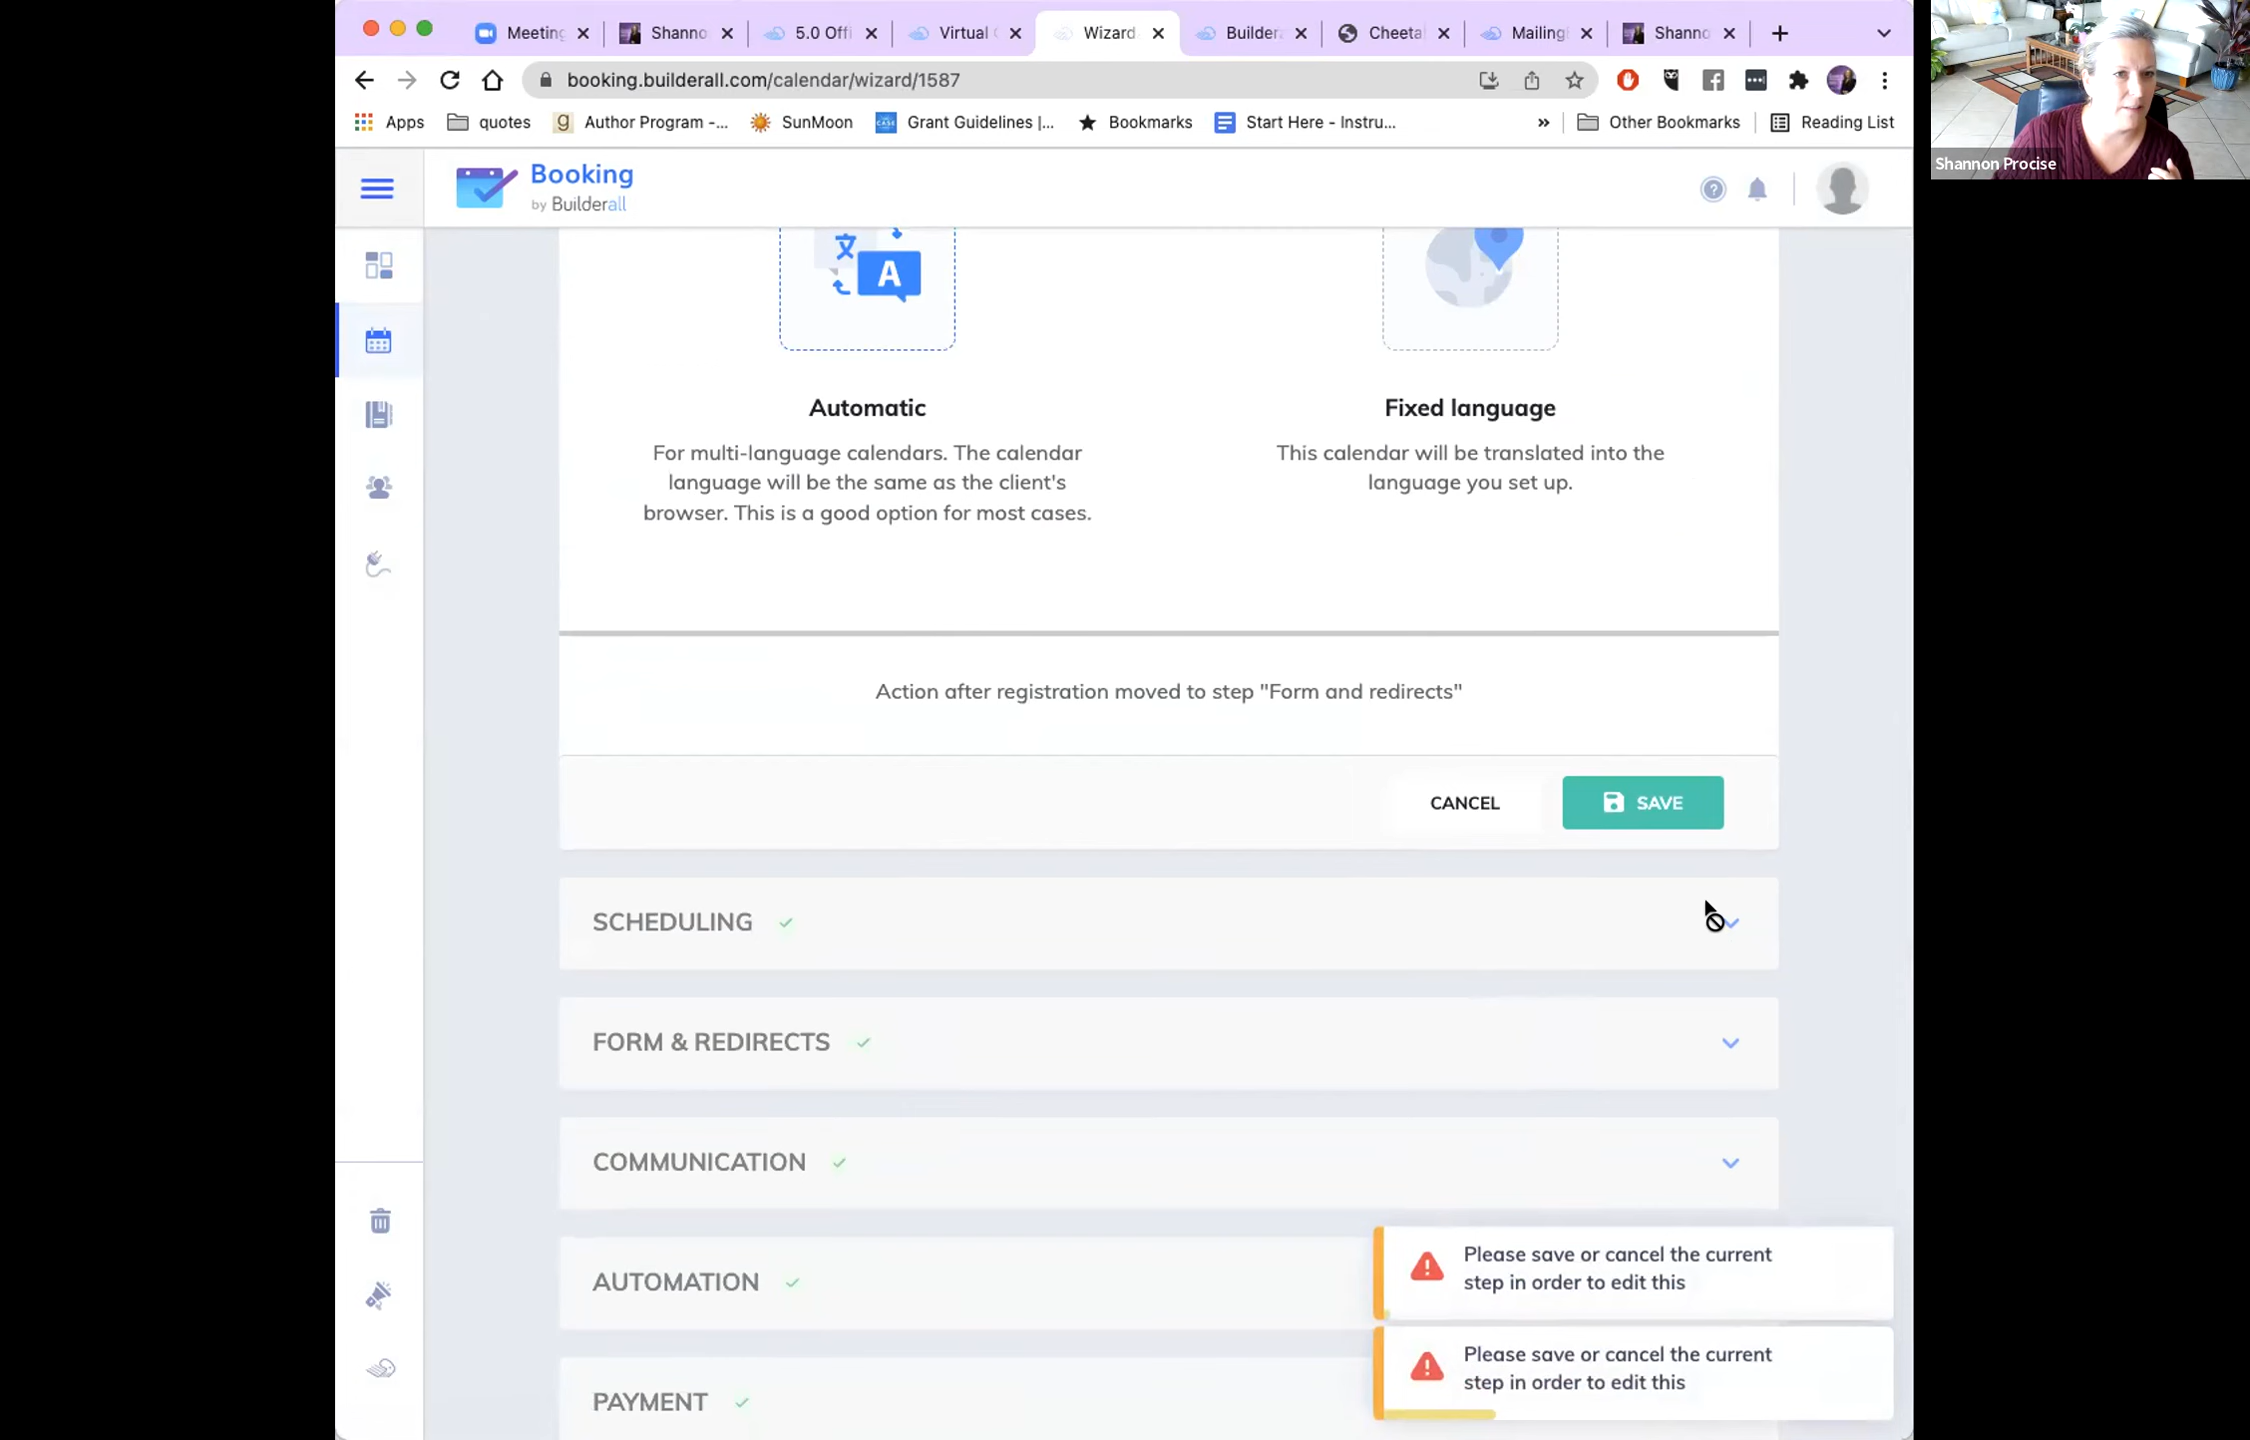 Meeting
Shanno
5.0 Offi
Virtual
Wizard
Builder
Cheeta
Mailing
Shanno
booking.builderall.com/calendar/wizard/1587
Apps
quotes
g
Author Program -...
SunMoon
CASE
Grant Guidelines |...
Bookmarks
Start Here - Instru...
»
Other Bookmarks
Reading List
Shannon Procise
Booking
by Builderall
?
文
A
Automatic
Fixed language
For multi-language calendars. The calendar
language will be the same as the client's
browser. This is a good option for most cases.
This calendar will be translated into the
language you set up.
Action after registration moved to step "Form and redirects"
CANCEL
SAVE
SCHEDULING
FORM & REDIRECTS
COMMUNICATION
AUTOMATION
PAYMENT
Please save or cancel the current
step in order to edit this
Please save or cancel the current
step in order to edit this